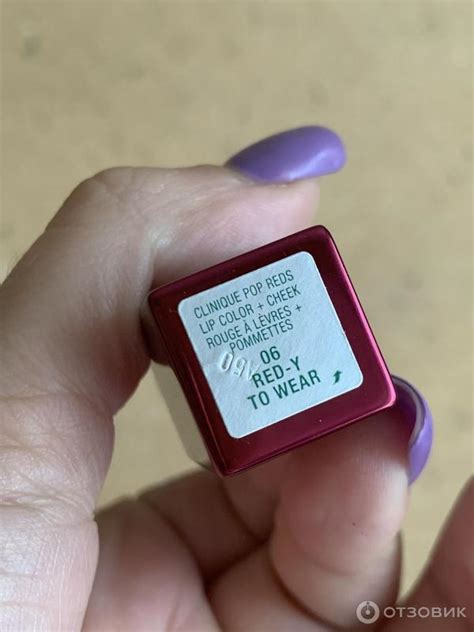 CLINIQUE POP REDS
LIP COLOR + CHEEK
ROUGE À LÈVRES +
POMMETTES
06
RED-Y
TO WEAR
ОТЗОВИК